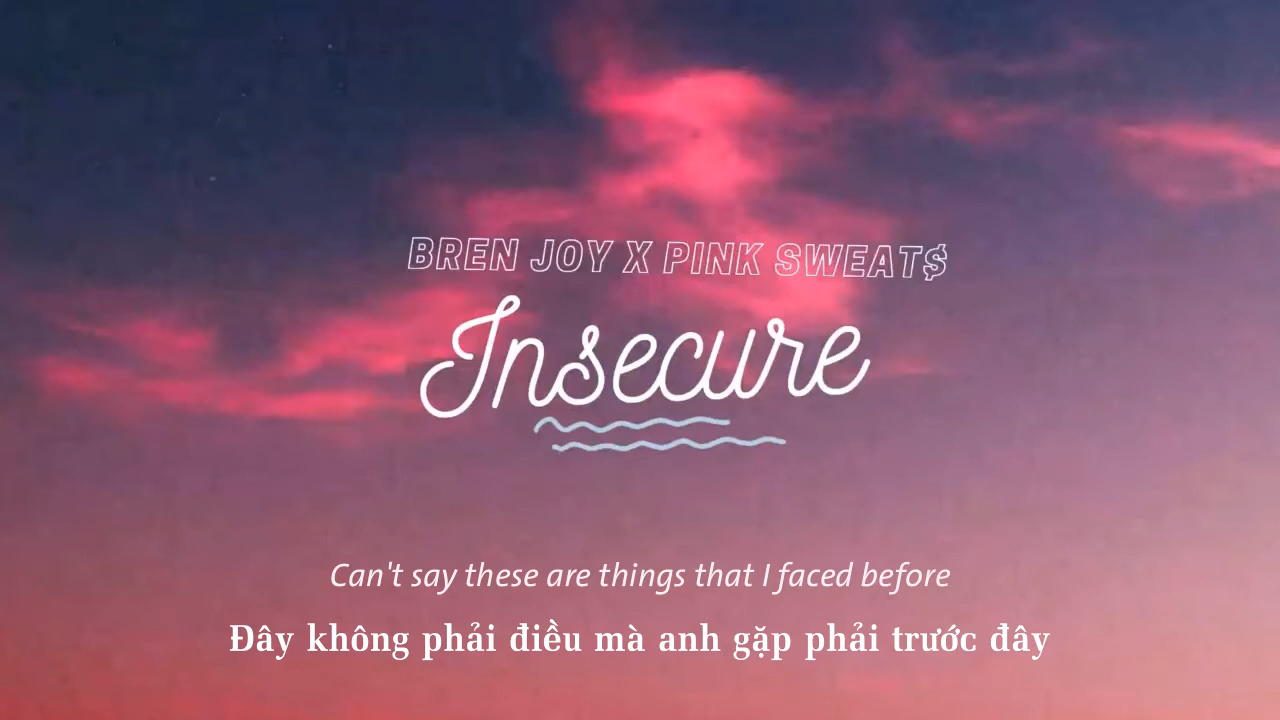 BREN JOY X PINK SWEAT$
Insecure
Can't say these are things that I faced before
Đây không phải điều mà anh gặp phải trước đây